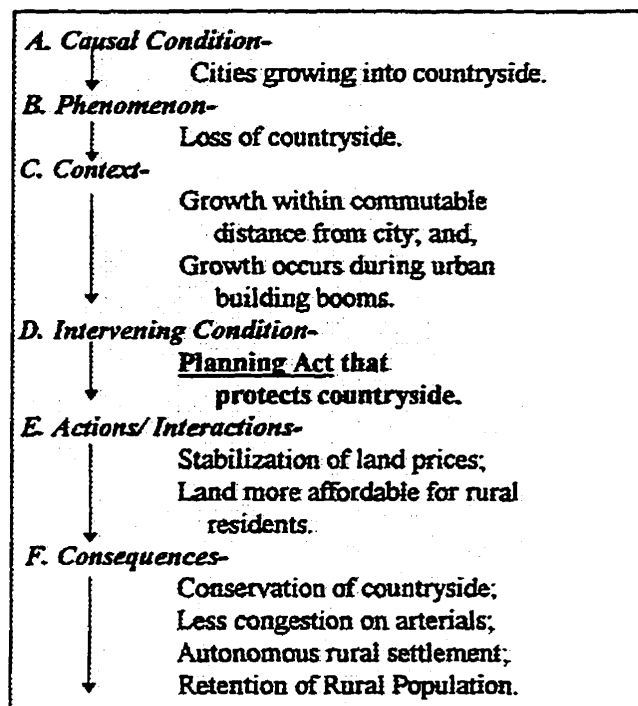 A. Causal Condition-
Cities growing into countryside.
B. Phenomenon-
Loss of countryside.
C. Context-
Growth within commutable
distance from city; and,
Growth occurs during urban
building booms.
D. Intervening Condition-
Planning Act that
protects countryside.
E. Actions/ Interactions-
Stabilization of land prices;
Land more affordable for rural
residents.
F. Consequences-
Conservation of countryside;
Less congestion on arterials;
Autonomous rural settlement;
Retention of Rural Population.